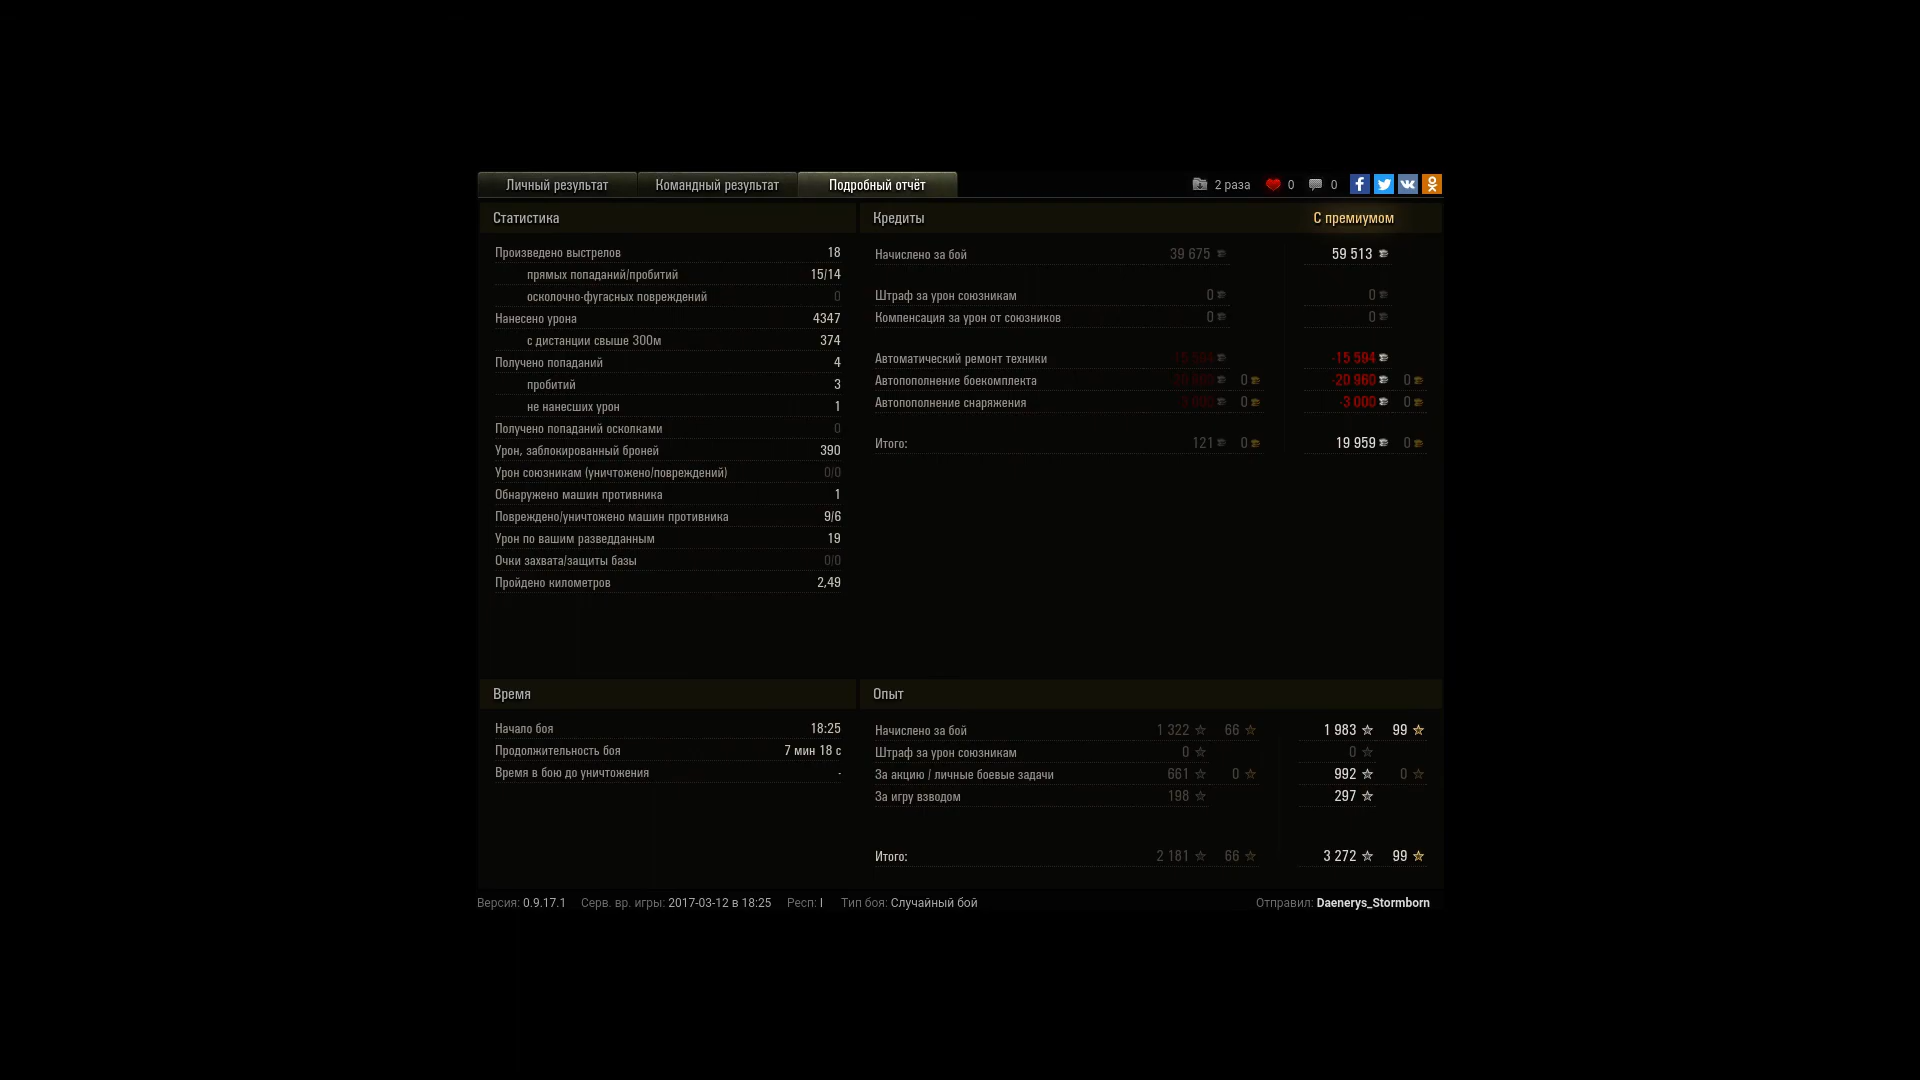 Личный результат Командный результат Подробный отчёт 2 раза 0 0
Статистика
Произведено выстрелов 18
прямых попаданий/пробитий 15/14
осколочно-фугасных повреждений 0
Нанесено урона 4347
с дистанции свыше 300м 374
Получено попаданий 4
пробитий 3
не нанесших урон 1
Получено попаданий осколками 0
Урон, заблокированный броней 390
Урон союзникам (уничтожено/повреждений) 0/0
Обнаружено машин противника 1
Повреждено/уничтожено машин противника 9/6
Урон по вашим разведданным 19
Очки захвата/защиты базы 0/0
Пройдено километров 2,49
Кредиты С премиумом
Начислено за бой 39 675 59 513
Штраф за урон союзникам 0 0
Компенсация за урон от союзников 0 0
Автоматический ремонт техники -15 594 -15 594
Автопополнение боекомплекта -20 960 0 -20 960 0
Автопополнение снаряжения -3 000 0 -3 000 0
Итого: 121 0 19 959 0
Время
Начало боя 18:25
Продолжительность боя 7 мин 18 с
Время в бою до уничтожения -
Опыт
Начислено за бой 1 322 66 1 983 99
Штраф за урон союзникам 0 0
За акцию / личные боевые задачи 661 0 992 0
За игру взводом 198 297
Итого: 2 181 66 3 272 99
Версия: 0.9.17.1 Серв. вр. игры: 2017-03-12 в 18:25 Респ: I Тип боя: Случайный бой Отправил: Daenerys_Stormborn